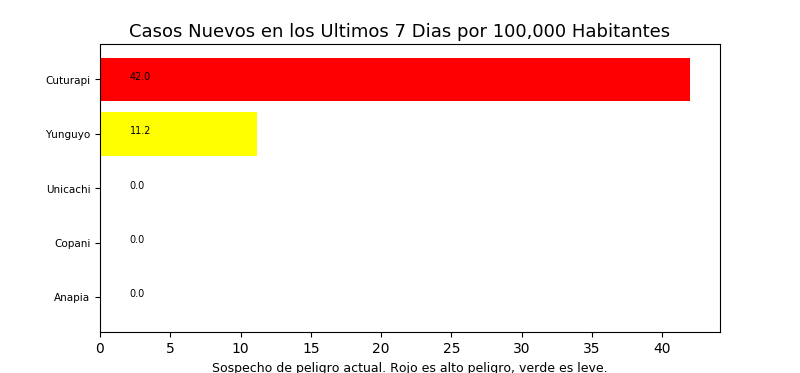 Casos Nuevos en los Ultimos 7 Dias por 100,000 Habitantes
Cuturapi 42.0
Yunguyo 11.2
Unicachi 0.0
Copani 0.0
Anapia 0.0
0 5 10 15 20 25 30 35 40
Sospecho de peligro actual. Rojo es alto peligro, verde es leve.